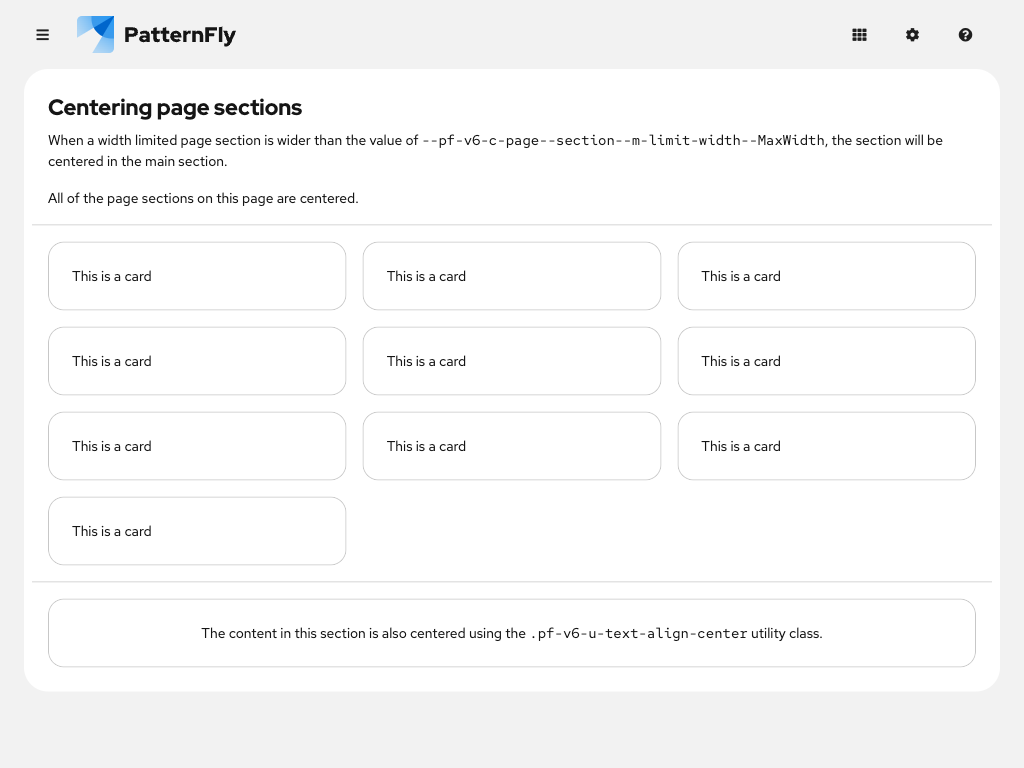 PatternFly
Centering page sections
When a width limited page section is wider than the value of --pf-v6-c-page--section--m-limit-width--MaxWidth, the section will be
centered in the main section.
All of the page sections on this page are centered.
This is a card
This is a card
This is a card
This is a card
This is a card
This is a card
This is a card
This is a card
This is a card
This is a card
The content in this section is also centered using the .pf-v6-u-text-align-center utility class.